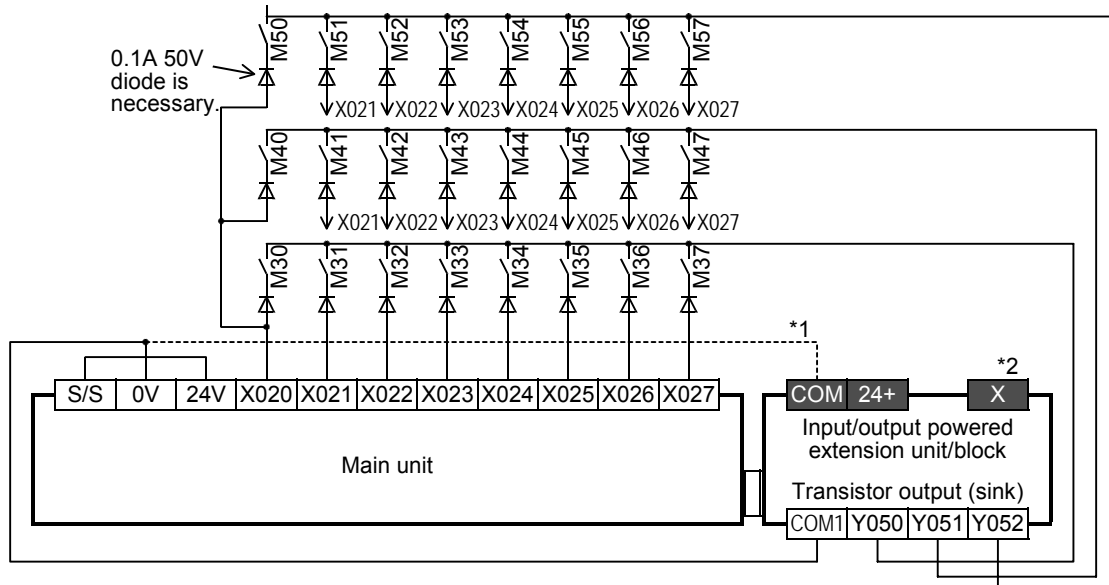 M50 M51 M52 M53 M54 M55 M56 M57
0.1A 50V
diode is
necessary.
X021 X022 X023 X024 X025 X026 X027
M40 M41 M42 M43 M44 M45 M46 M47
X021 X022 X023 X024 X025 X026 X027
M30 M31 M32 M33 M34 M35 M36 M37
*1
*2
S/S 0V 24V X020 X021 X022 X023 X024 X025 X026 X027
COM 24+ X
Main unit
Input/output powered
extension unit/block
Transistor output (sink)
COM1 Y050 Y051 Y052